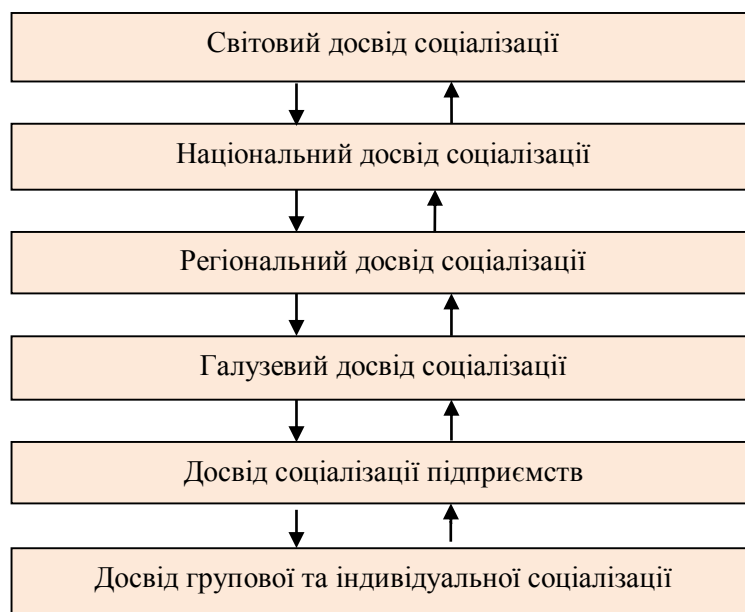 Світовий досвід соціалізації
Національний досвід соціалізації
Регіональний досвід соціалізації
Галузевий досвід соціалізації
Досвід соціалізації підприємств
Досвід групової та індивідуальної соціалізації